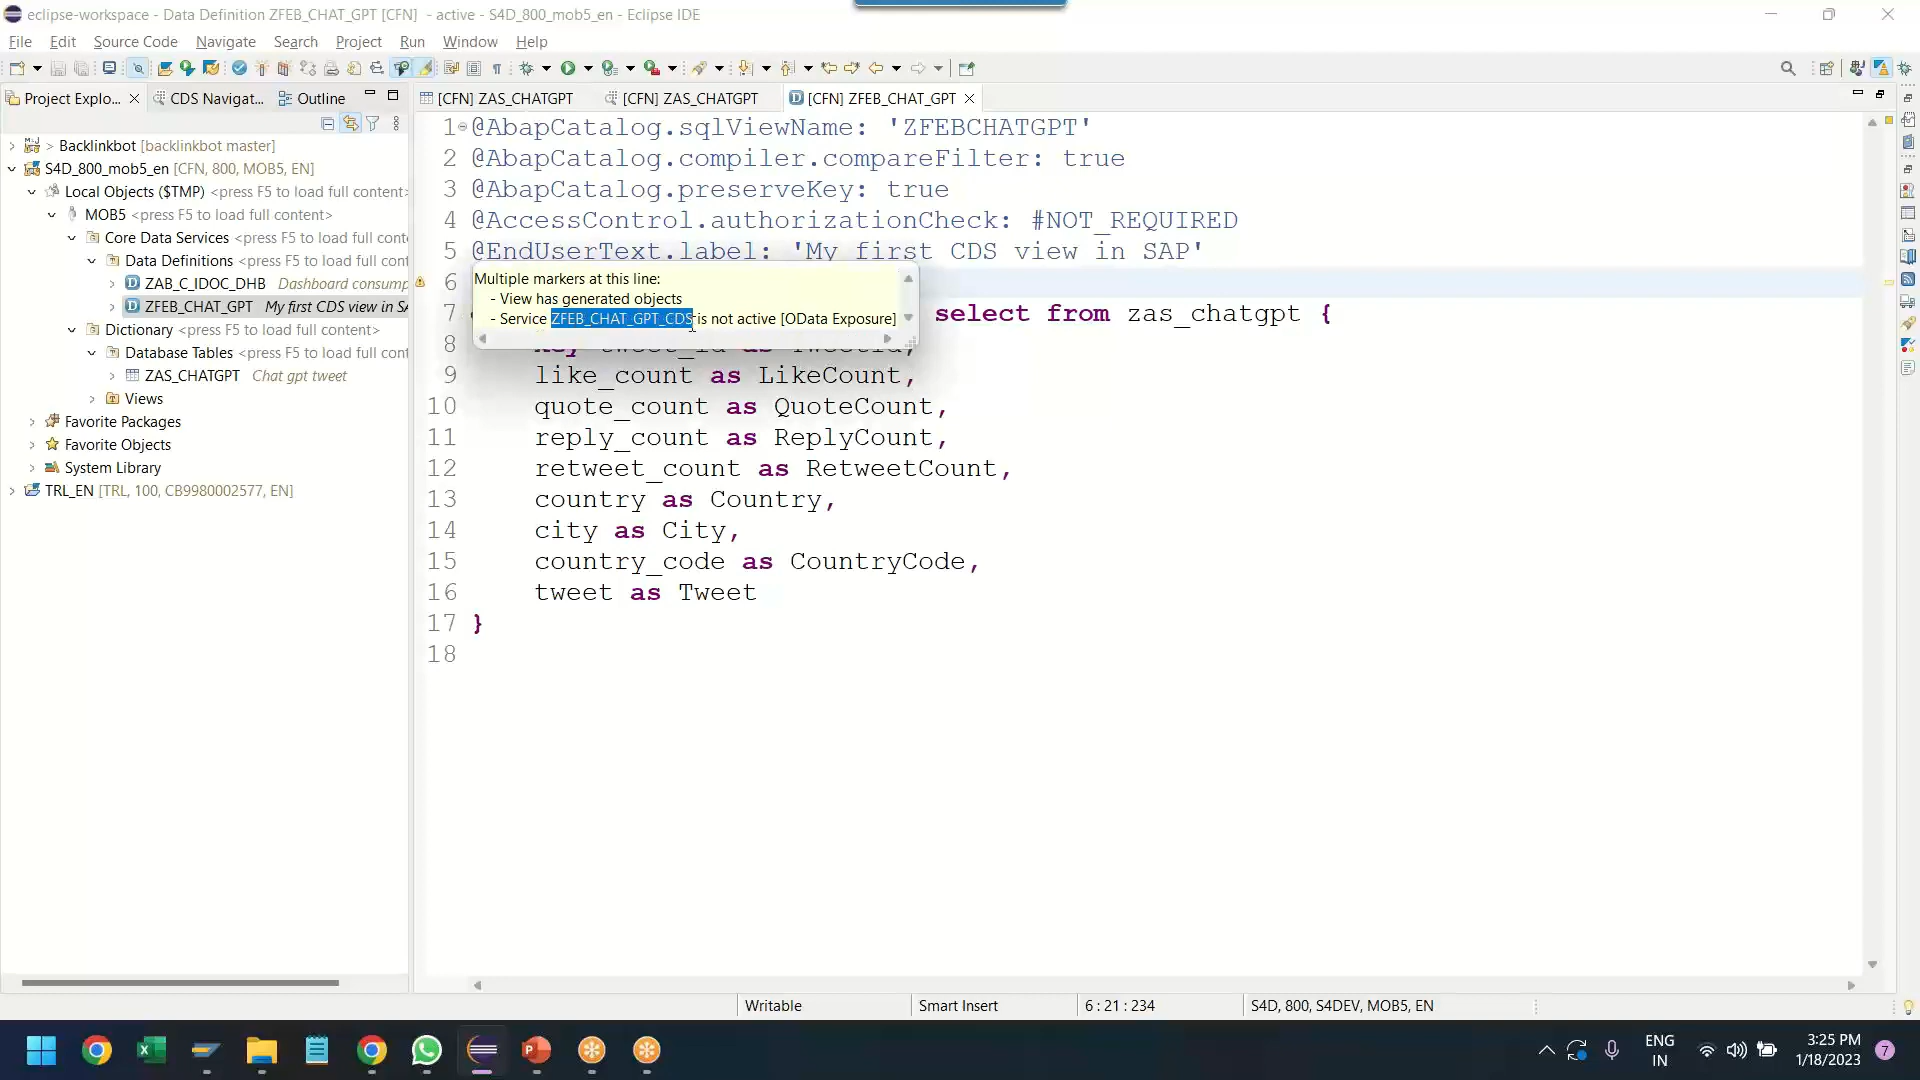 eclipse-workspace - Data Definition ZFEB_CHAT_GPT [CFN] - active - S4D_800_mob5_en - Eclipse IDE
File Edit Source Code Navigate Search Project Run Window Help
Project Explo... CDS Navigat... Outline
[CFN] ZAS_CHATGPT [CFN] ZAS_CHATGPT [CFN] ZFEB_CHAT_GPT
> Backlinkbot [backlinkbot master]
S4D_800_mob5_en [CFN, 800, MOB5, EN]
Local Objects ($TMP) <press F5 to load full content>
MOB5 <press F5 to load full content>
Core Data Services <press F5 to load full cont
Data Definitions <press F5 to load full cont
ZAB_C_IDOC_DHB Dashboard consump
ZFEB_CHAT_GPT My first CDS view in SA
Dictionary <press F5 to load full content>
Database Tables <press F5 to load full cont
ZAS_CHATGPT Chat gpt tweet
Views
Favorite Packages
Favorite Objects
System Library
TRL_EN [TRL, 100, CB9980002577, EN]
1 @AbapCatalog.sqlViewName: 'ZFEBCHATGPT'
2 @AbapCatalog.compiler.compareFilter: true
3 @AbapCatalog.preserveKey: true
4 @AccessControl.authorizationCheck: #NOT_REQUIRED
5 @EndUserText.label: 'My first CDS view in SAP'
6
Multiple markers at this line:
- View has generated objects
- Service ZFEB_CHAT_GPT_CDS is not active [OData Exposure]
7 select from zas_chatgpt {
8 key tweet_id as TweetId,
9 like_count as LikeCount,
10 quote_count as QuoteCount,
11 reply_count as ReplyCount,
12 retweet_count as RetweetCount,
13 country as Country,
14 city as City,
15 country_code as CountryCode,
16 tweet as Tweet
17 }
18
Writable Smart Insert 6 : 21 : 234 S4D, 800, S4DEV, MOB5, EN
ENG
IN
3:25 PM
1/18/2023
7